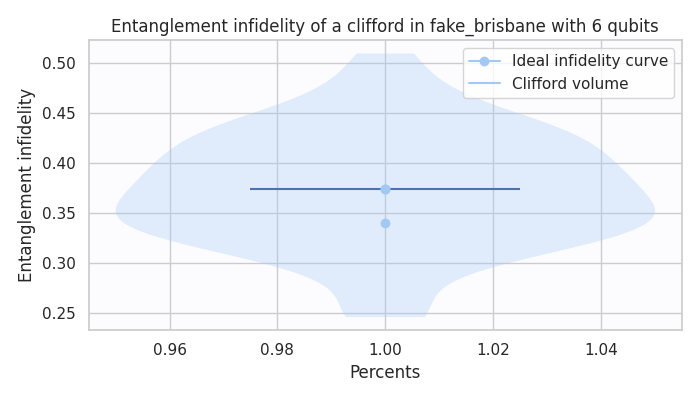 Entanglement infidelity of a clifford in fake_brisbane with 6 qubits
Ideal infidelity curve
Clifford volume
Entanglement infidelity
0.50
0.45
0.40
0.35
0.30
0.25
0.96 0.98 1.00 1.02 1.04
Percents